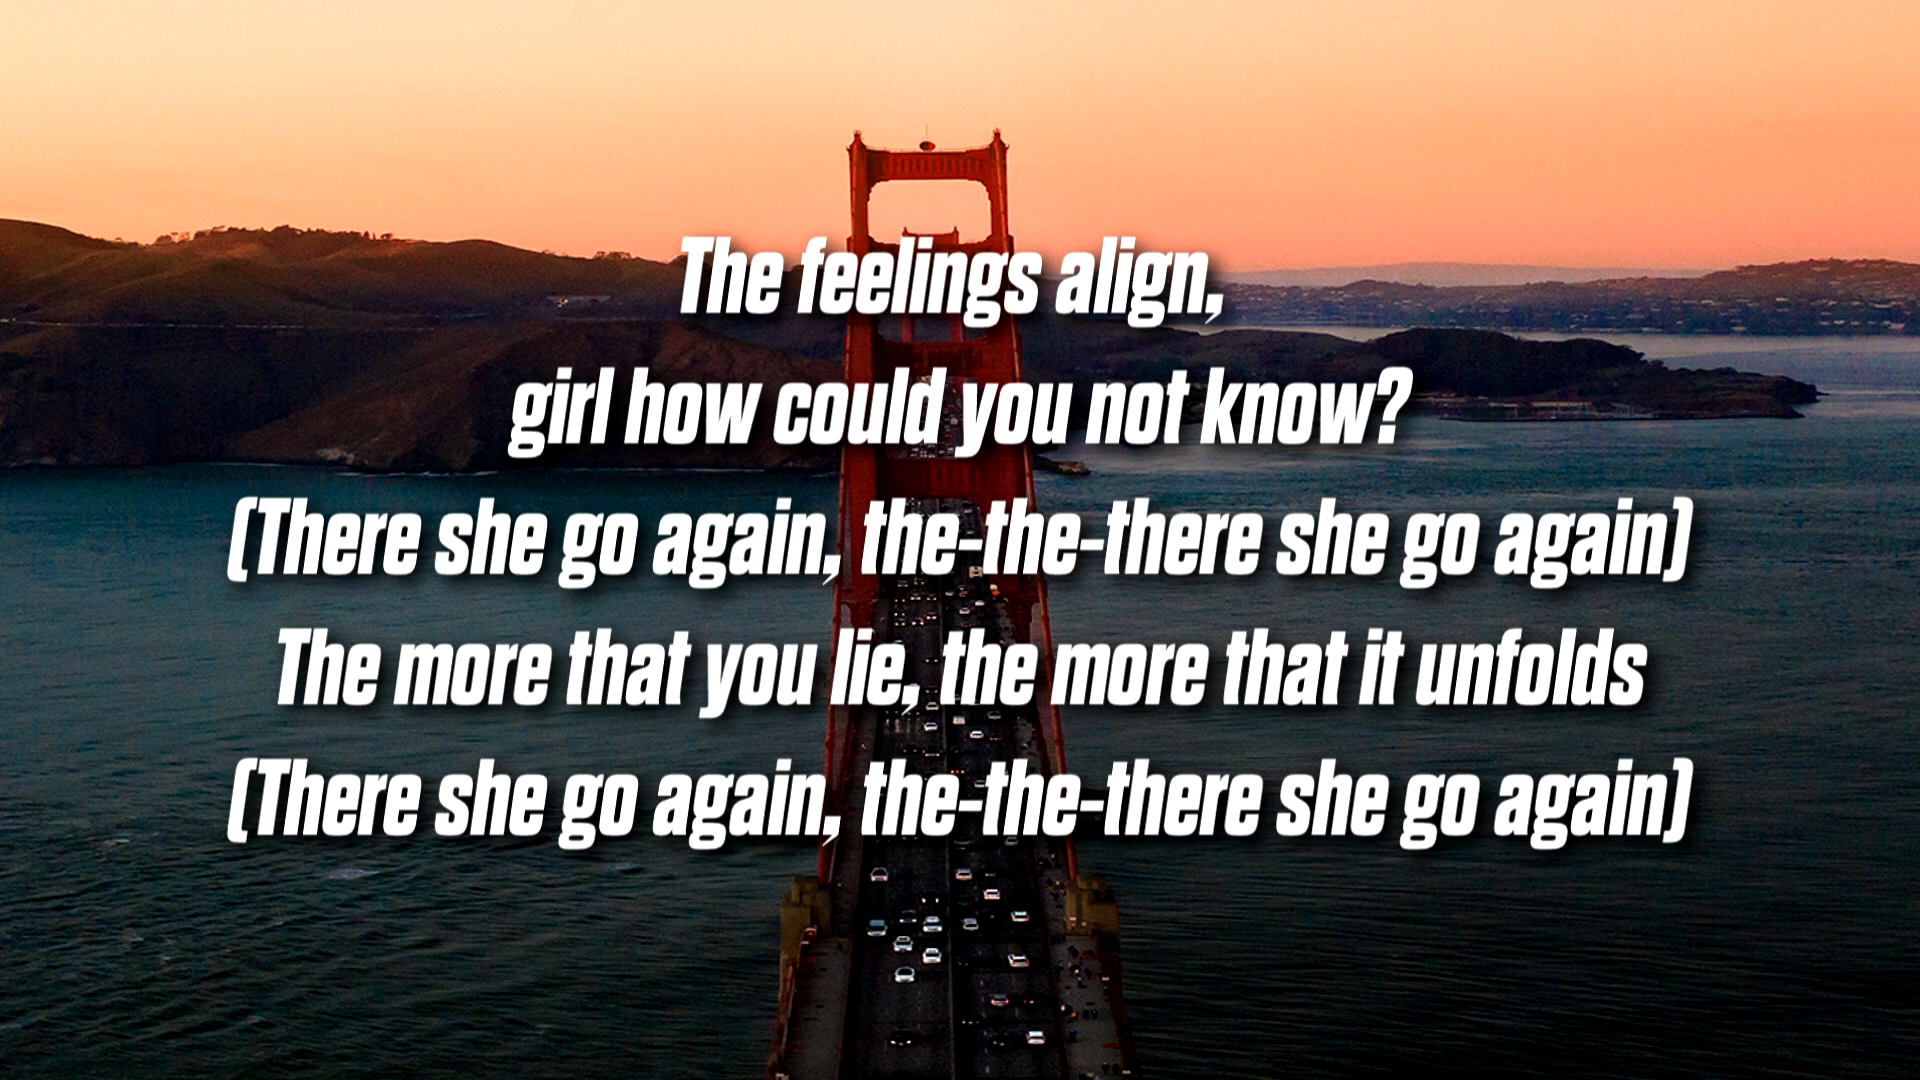 The feelings align,
girl how could you not know?
(There she go again, the-the-there she go again)
The more that you lie, the more that it unfolds
(There she go again, the-the-there she go again)